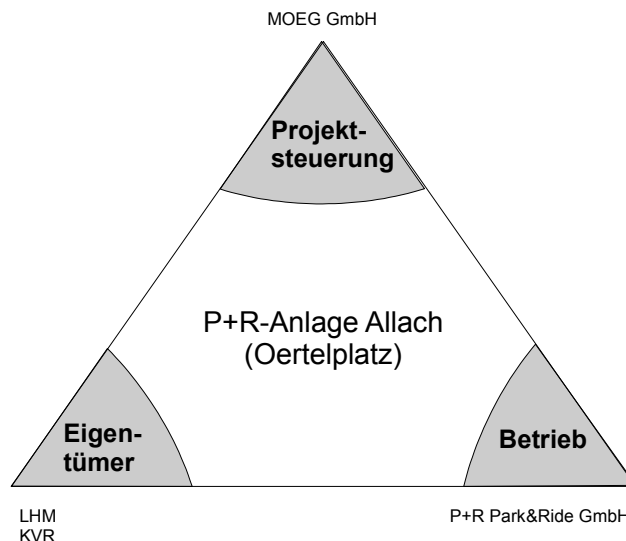 MOEG GmbH
Projekt-
steuerung
P+R-Anlage Allach
(Oertelplatz)
Eigen-
tümer
Betrieb
LHM
KVR
P+R Park&Ride GmbH